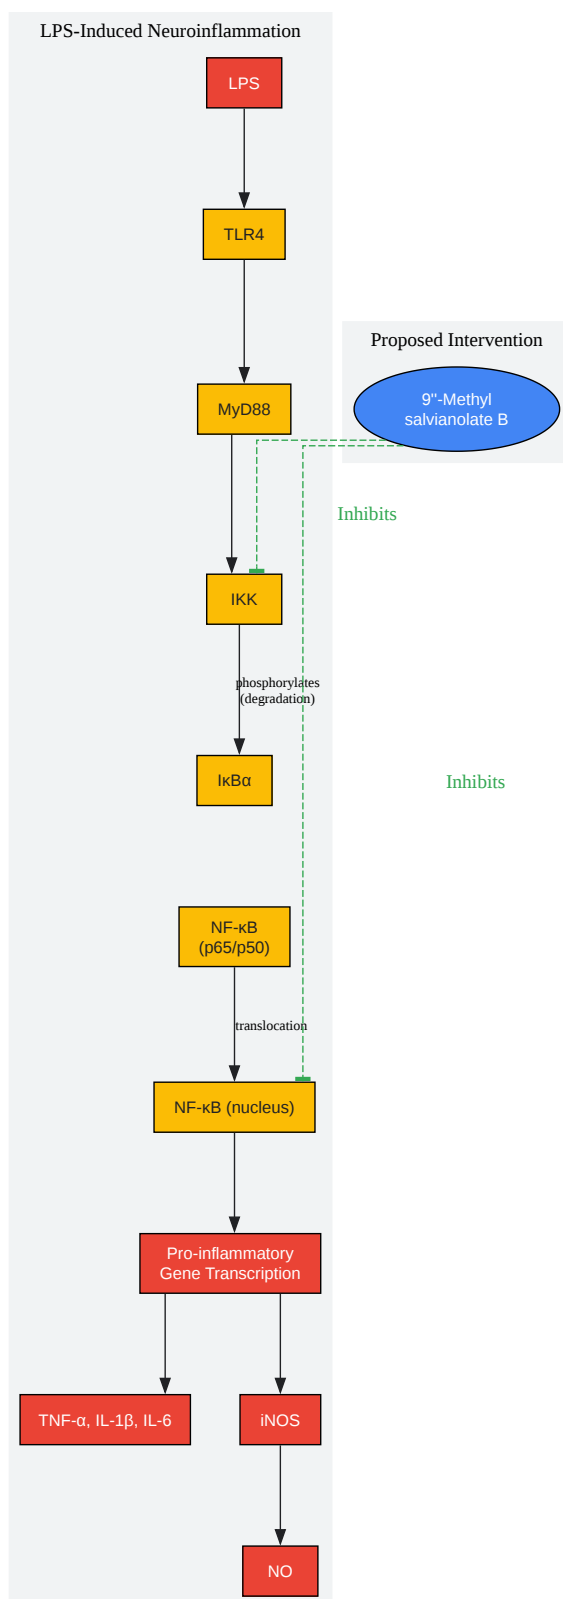 LPS-Induced Neuroinflammation
LPS
TLR4
Proposed Intervention
MyD88
9''-Methyl
salvianolate B
Inhibits
IKK
phosphorylates
(degradation)
IκBα
Inhibits
NF-κB
(p65/p50)
translocation
NF-κB (nucleus)
Pro-inflammatory
Gene Transcription
TNF-α, IL-1β, IL-6
iNOS
NO